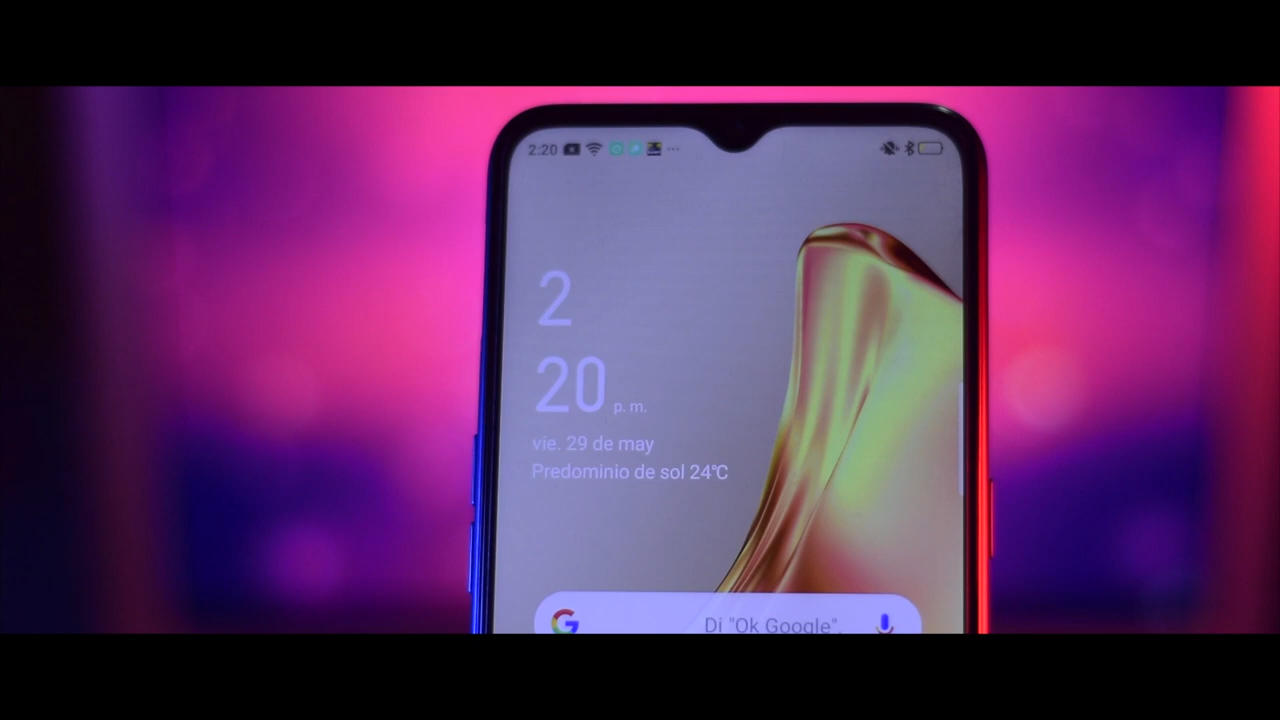 2:20
2
20 p. m.
vie. 29 de may
Predominio de sol 24°C
G Di "Ok Google".